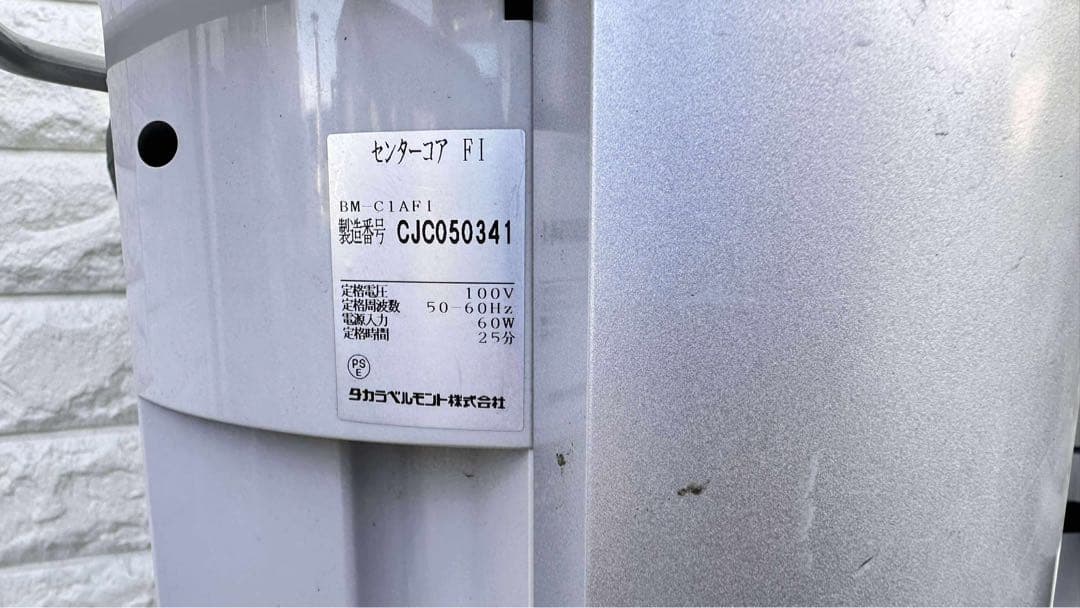 センターコア FI
BM-C1AFI
製造番号 CJC050341
定格電圧 100V
定格周波数 50-60Hz
電源入力 60W
定格時間 25分
PS
E
タカラベルモント株式会社